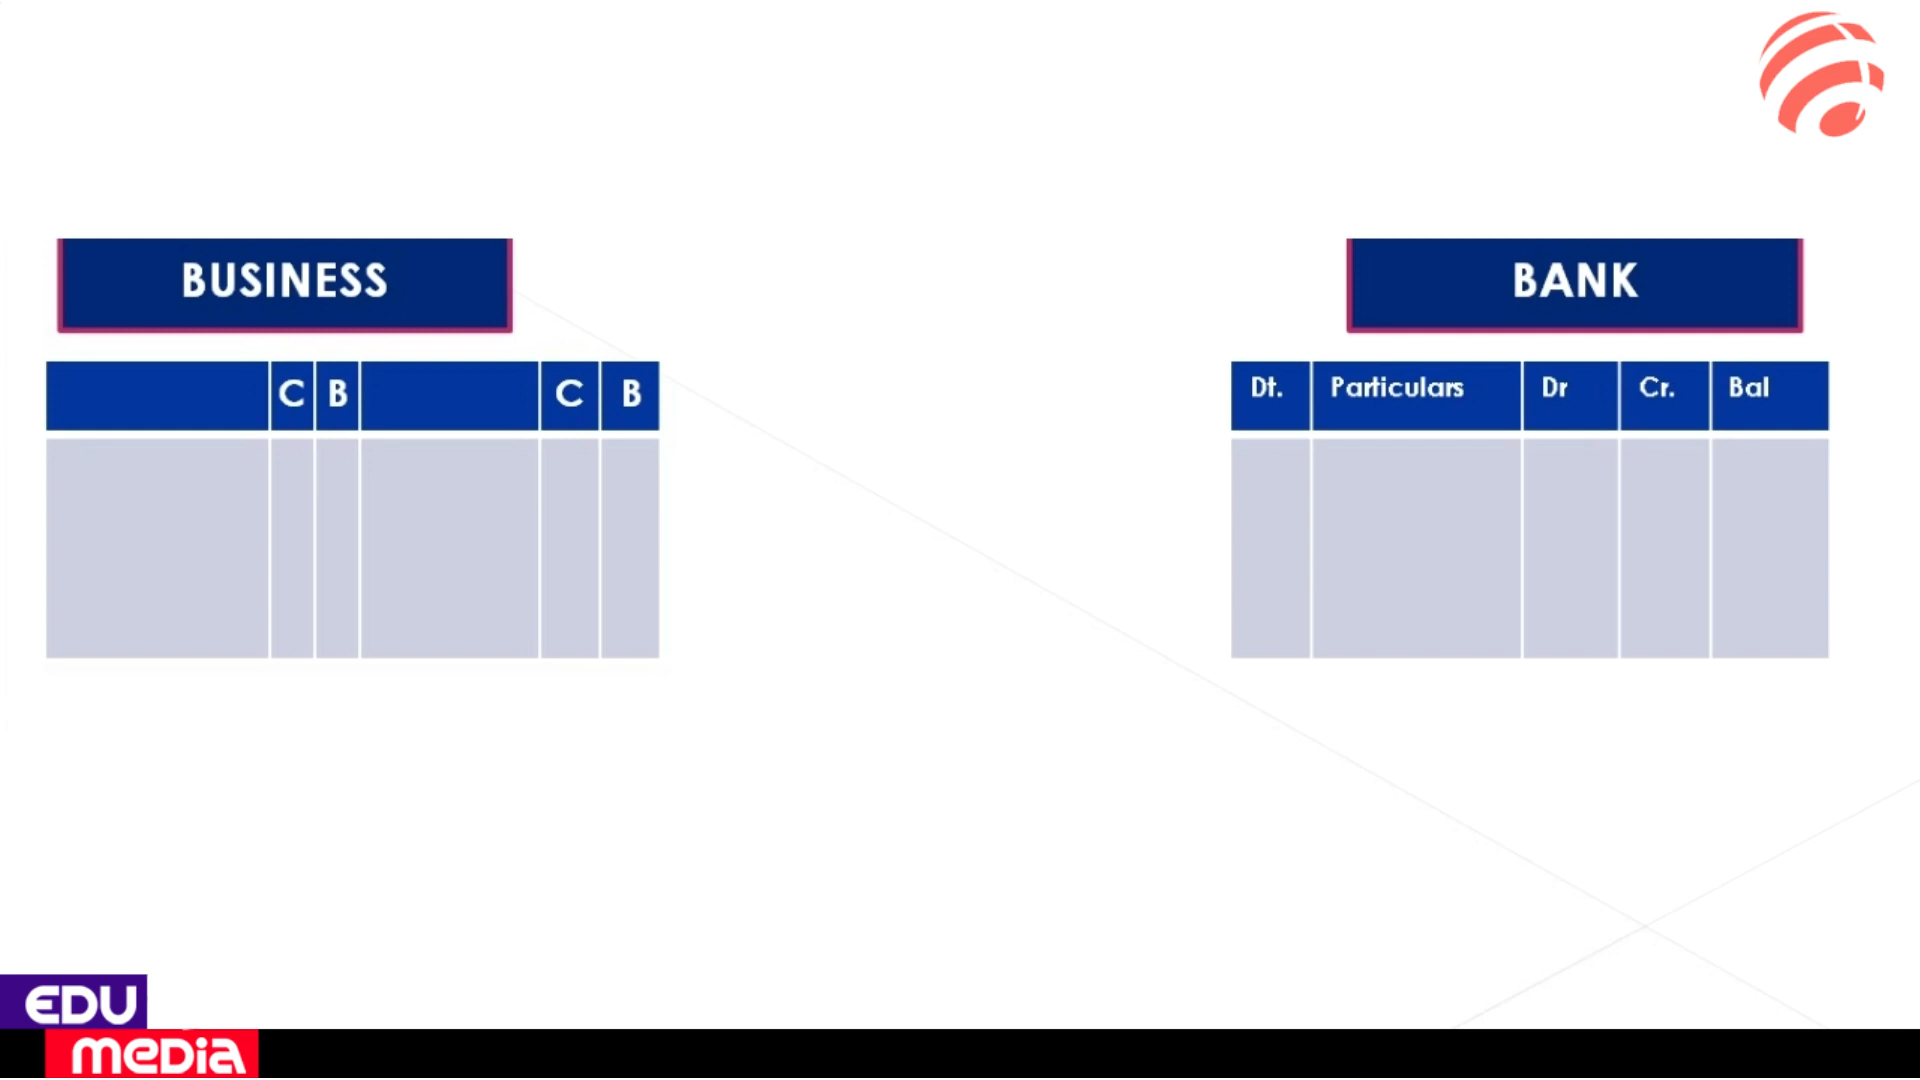 BUSINESS
BANK
C B C B
Dt. Particulars Dr Cr. Bal
EDU
meDia